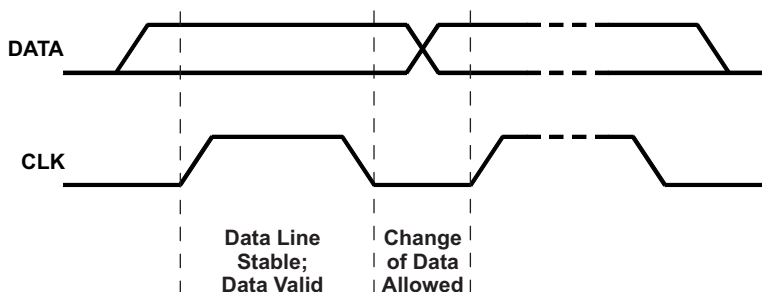 DATA
CLK
Data Line
Stable;
Data Valid
Change
of Data
Allowed